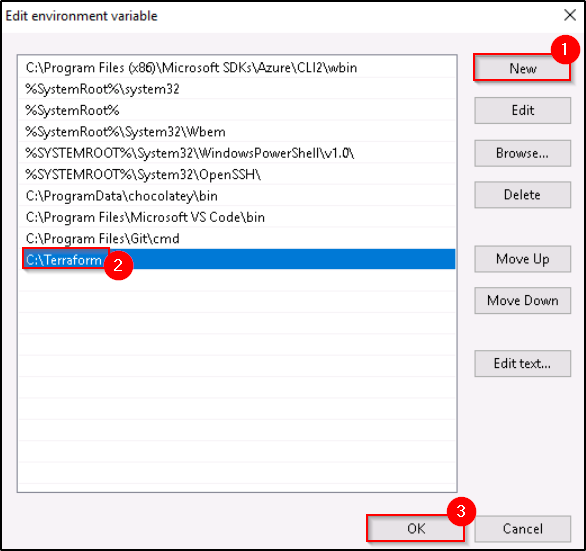 Edit environment variable
1
C:\Program Files (x86)\Microsoft SDKs\Azure\CLI2\wbin
New
%SystemRoot%\system32
%SystemRoot%
Edit
%SystemRoot%\System32\Wbem
%SYSTEMROOT%\System32\WindowsPowerShell\v1.0\
Browse...
%SYSTEMROOT%\System32\OpenSSH\
C:\ProgramData\chocolatey\bin
Delete
C:\Program Files\Microsoft VS Code\bin
C:\Program Files\Git\cmd
C:\Terraform
2
Move Up
Move Down
Edit text...
3
OK
Cancel